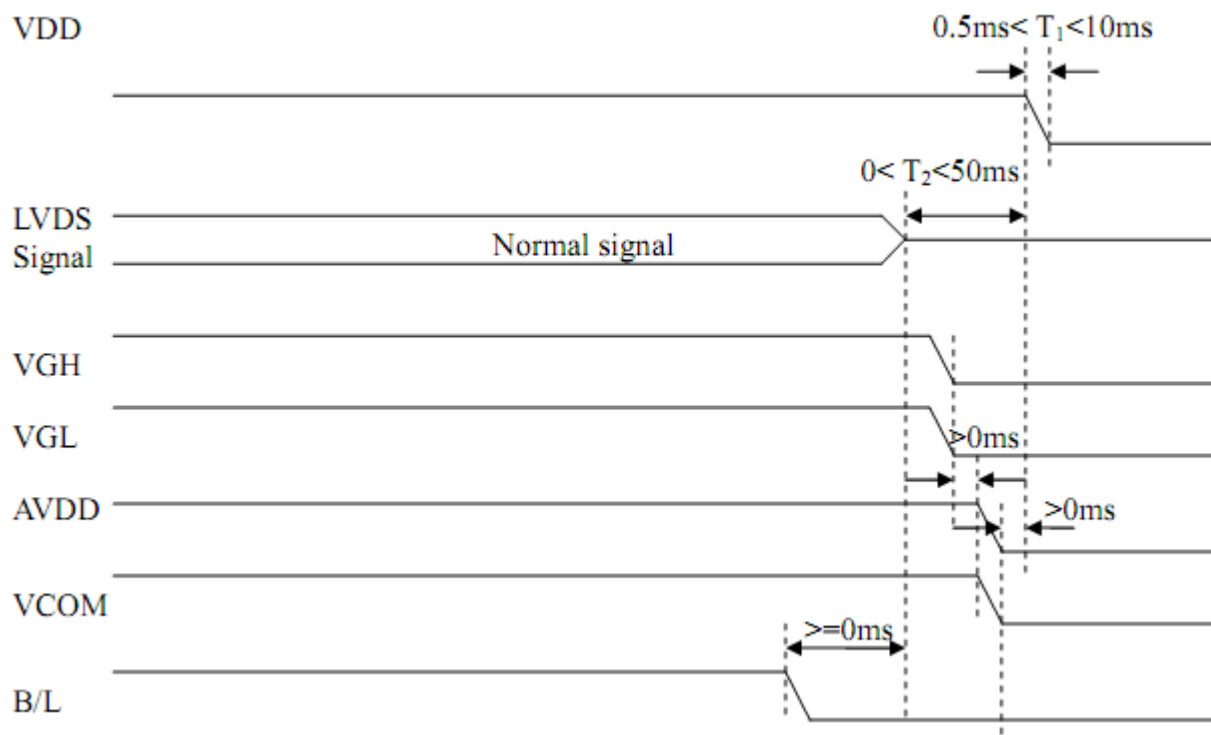 VDD
0.5ms< T₁<10ms
0< T₂<50ms
LVDS
Signal
Normal signal
VGH
VGL
>0ms
AVDD
>0ms
VCOM
>=0ms
B/L